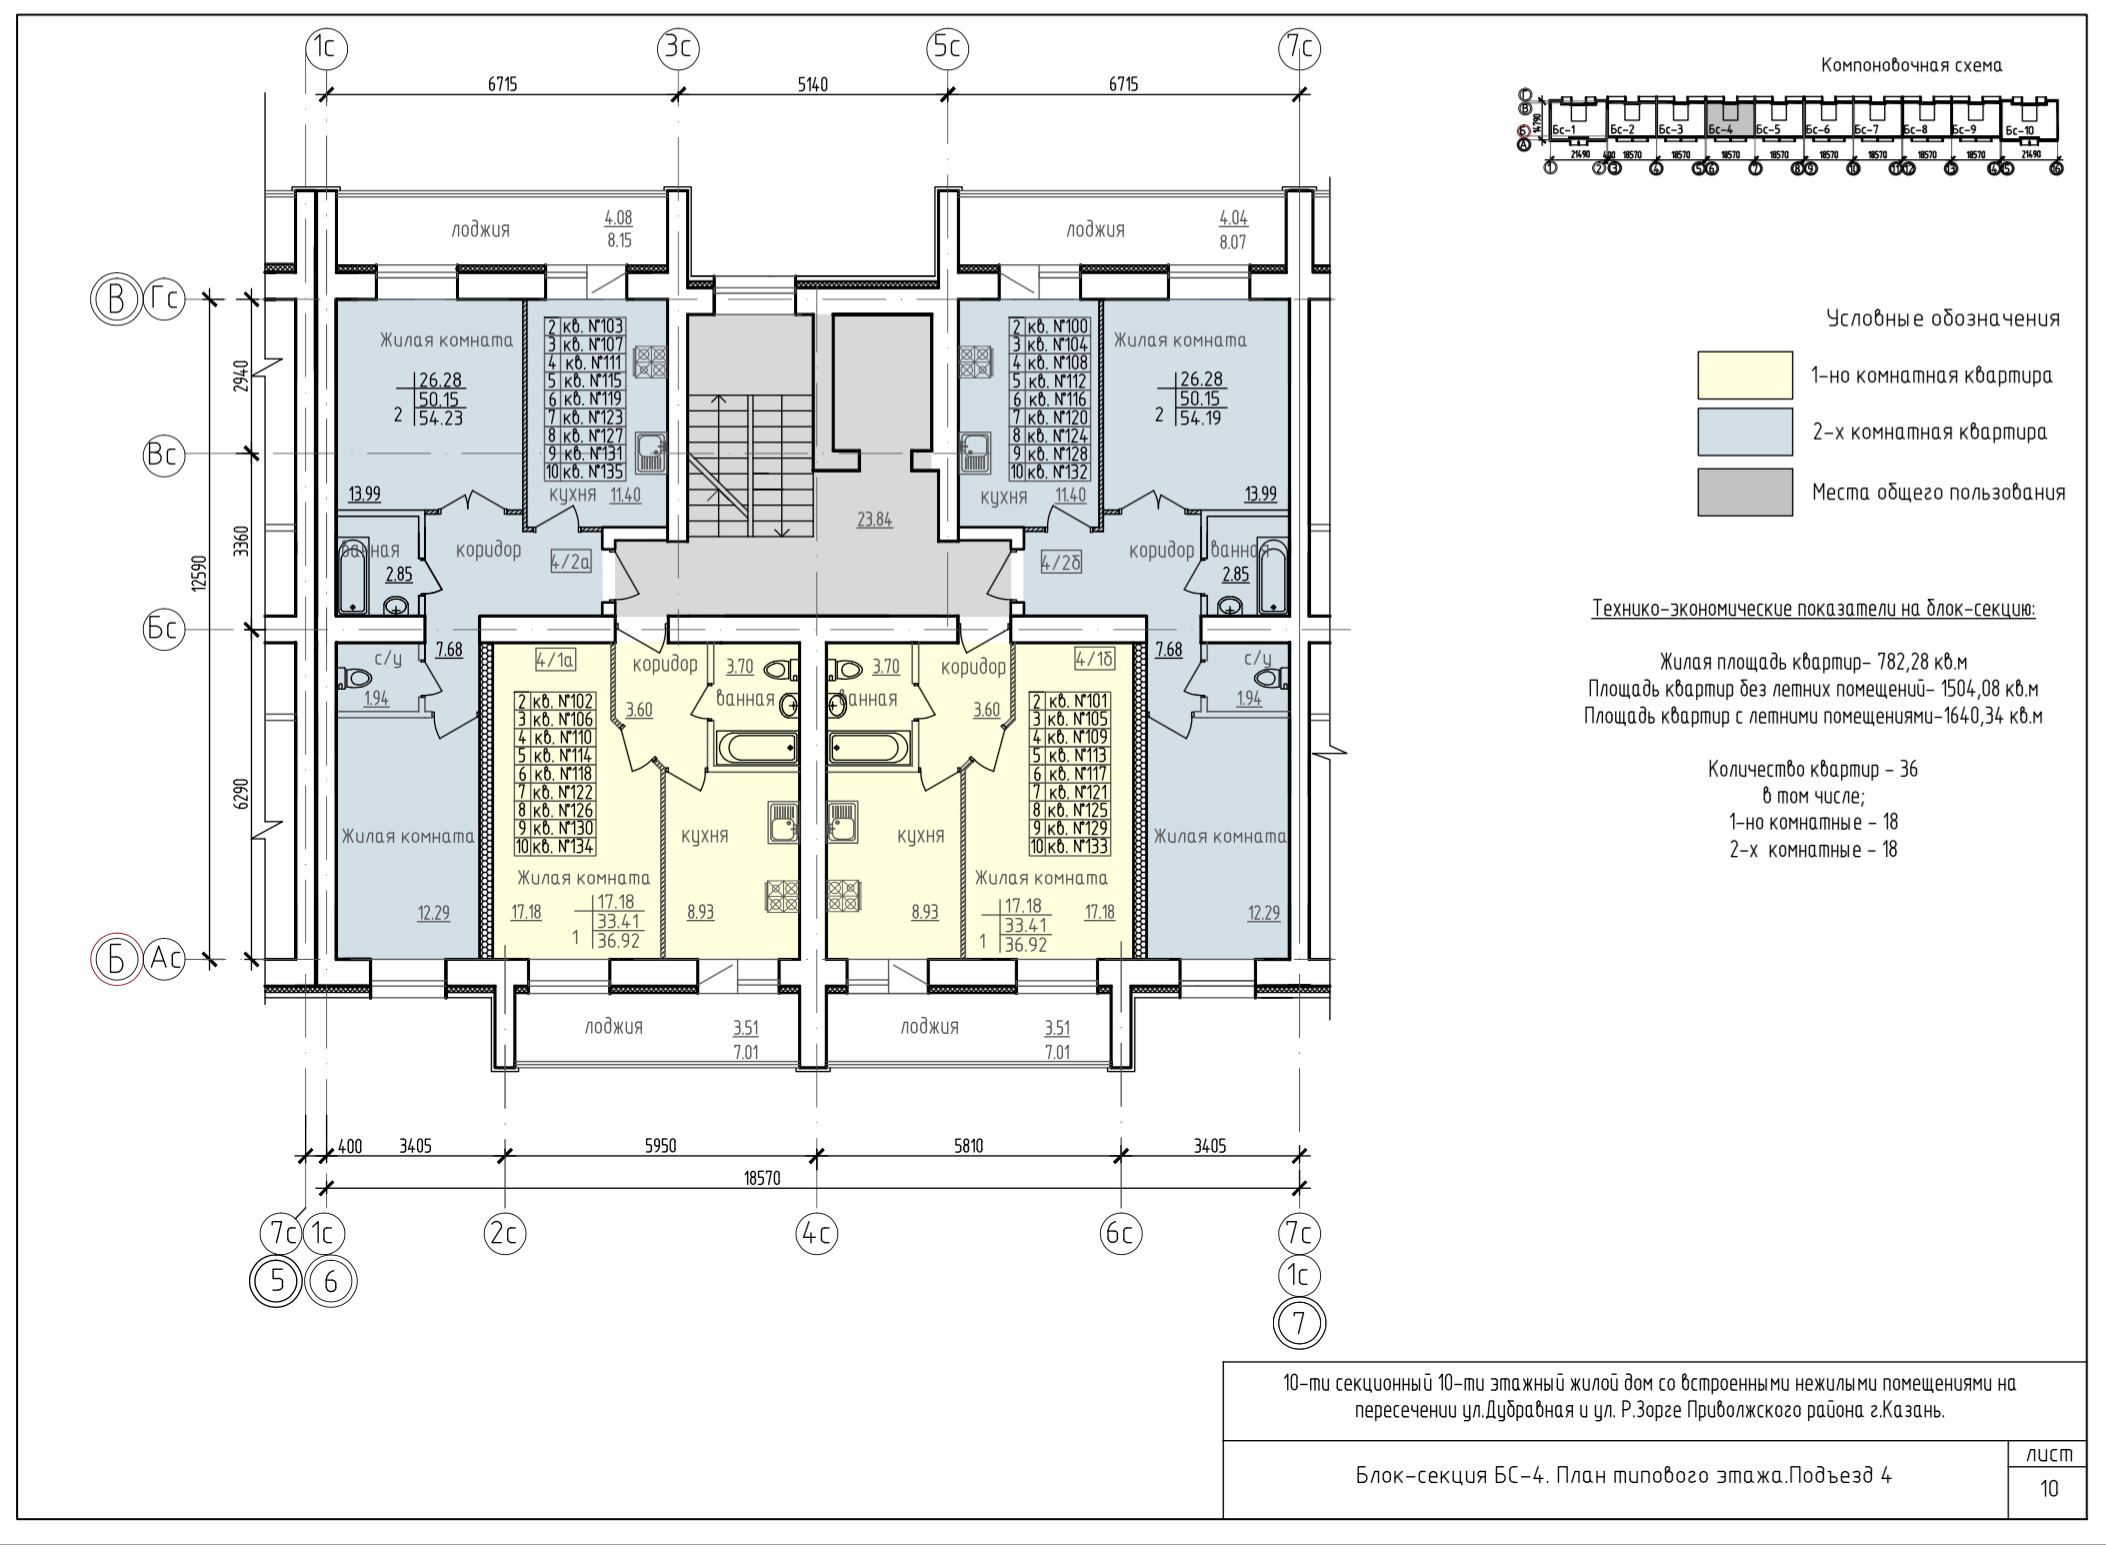 1с 3с 5с 7с
6715 5140 6715
Компоновочная схема
Г
В
Б
А
14790
Бс-1 Бс-2 Бс-3 Бс-4 Бс-5 Бс-6 Бс-7 Бс-8 Бс-9 Бс-10
21490 400 18570 18570 18570 18570 18570 18570 18570 21490
лоджия 4.08
8.15
лоджия 4.04
8.07
В Гс
Вс
Бс
Б Ас
2940
3360
12590
6290
Жилая комната
26.28
50.15
2 54.23
13.99
2 кв. №103
3 кв. №107
4 кв. №111
5 кв. №115
6 кв. №119
7 кв. №123
8 кв. №127
9 кв. №131
10 кв. №135
кухня 11.40
2 кв. №100
3 кв. №104
4 кв. №108
5 кв. №112
6 кв. №116
7 кв. №120
8 кв. №124
9 кв. №128
10 кв. №132
кухня 11.40
Жилая комната
26.28
50.15
2 54.19
13.99
23.84
ванная
2.85
коридор
4/2а
4/2б
коридор
ванная
2.85
с/у
1.94
7.68
Жилая комната
12.29
4/1а
коридор
3.60
3.70
ванная
2 кв. №102
3 кв. №106
4 кв. №110
5 кв. №114
6 кв. №118
7 кв. №122
8 кв. №126
9 кв. №130
10 кв. №134
Жилая комната
17.18
17.18
33.41
1 36.92
кухня
8.93
3.70
ванная
коридор
3.60
4/1б
2 кв. №101
3 кв. №105
4 кв. №109
5 кв. №113
6 кв. №117
7 кв. №121
8 кв. №125
9 кв. №129
10 кв. №133
кухня
8.93
Жилая комната
17.18
33.41
1 36.92
17.18
7.68
с/у
1.94
Жилая комната
12.29
лоджия 3.51
7.01
лоджия 3.51
7.01
400 3405 5950 5810 3405
18570
7с 1с 2с 4с 6с 7с
5 6 1с
7
Условные обозначения
1-но комнатная квартира
2-х комнатная квартира
Места общего пользования
Технико-экономические показатели на блок-секцию:
Жилая площадь квартир- 782,28 кв.м
Площадь квартир без летних помещений- 1504,08 кв.м
Площадь квартир с летними помещениями-1640,34 кв.м
Количество квартир - 36
в том числе;
1-но комнатные - 18
2-х комнатные - 18
10-ти секционный 10-ти этажный жилой дом со встроенными нежилыми помещениями на
пересечении ул.Дубравная и ул. Р.Зорге Приволжского района г.Казань.
Блок-секция БС-4. План типового этажа.Подъезд 4
лист
10